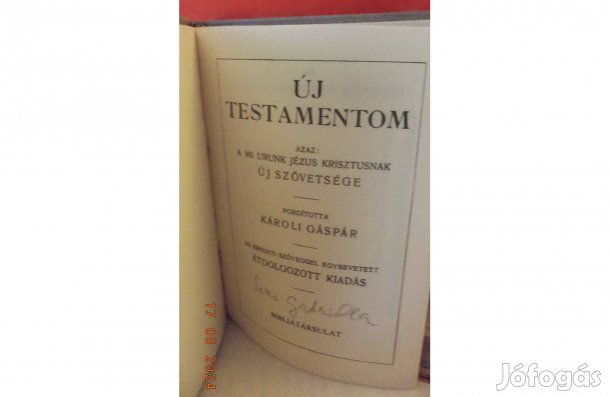 ÚJ
TESTAMENTOM
AZAZ:
A MI URUNK JÉZUS KRISZTUSNAK
ÚJ SZÖVETSÉGE
FORDÍTOTTA
KÁROLI GÁSPÁR
AZ EREDETI SZÖVEGGEL EGYBEVETETT
ÁTDOLGOZOTT KIADÁS
Gabriella
BIBLIATÁRSULAT
17 08 2024
Jófogás